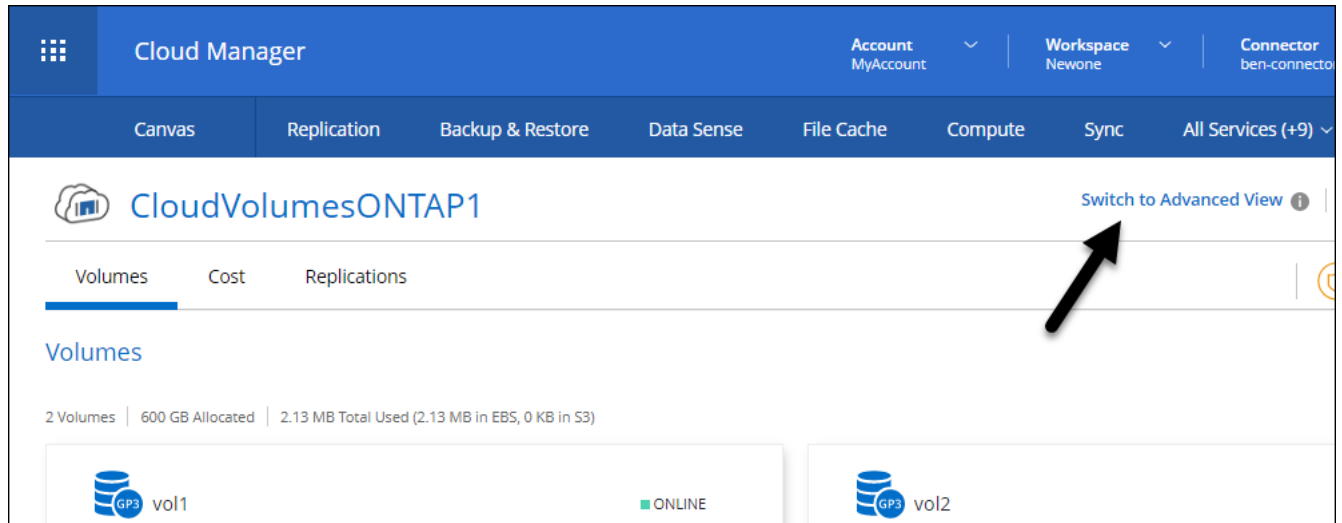 Cloud Manager
Account
MyAccount
Workspace
Newone
Connector
ben-connector
Canvas Replication Backup & Restore Data Sense File Cache Compute Sync All Services (+9)
CloudVolumesONTAP1
Switch to Advanced View
Volumes Cost Replications
Volumes
2 Volumes | 600 GB Allocated | 2.13 MB Total Used (2.13 MB in EBS, 0 KB in S3)
GP3 vol1 ONLINE
GP3 vol2